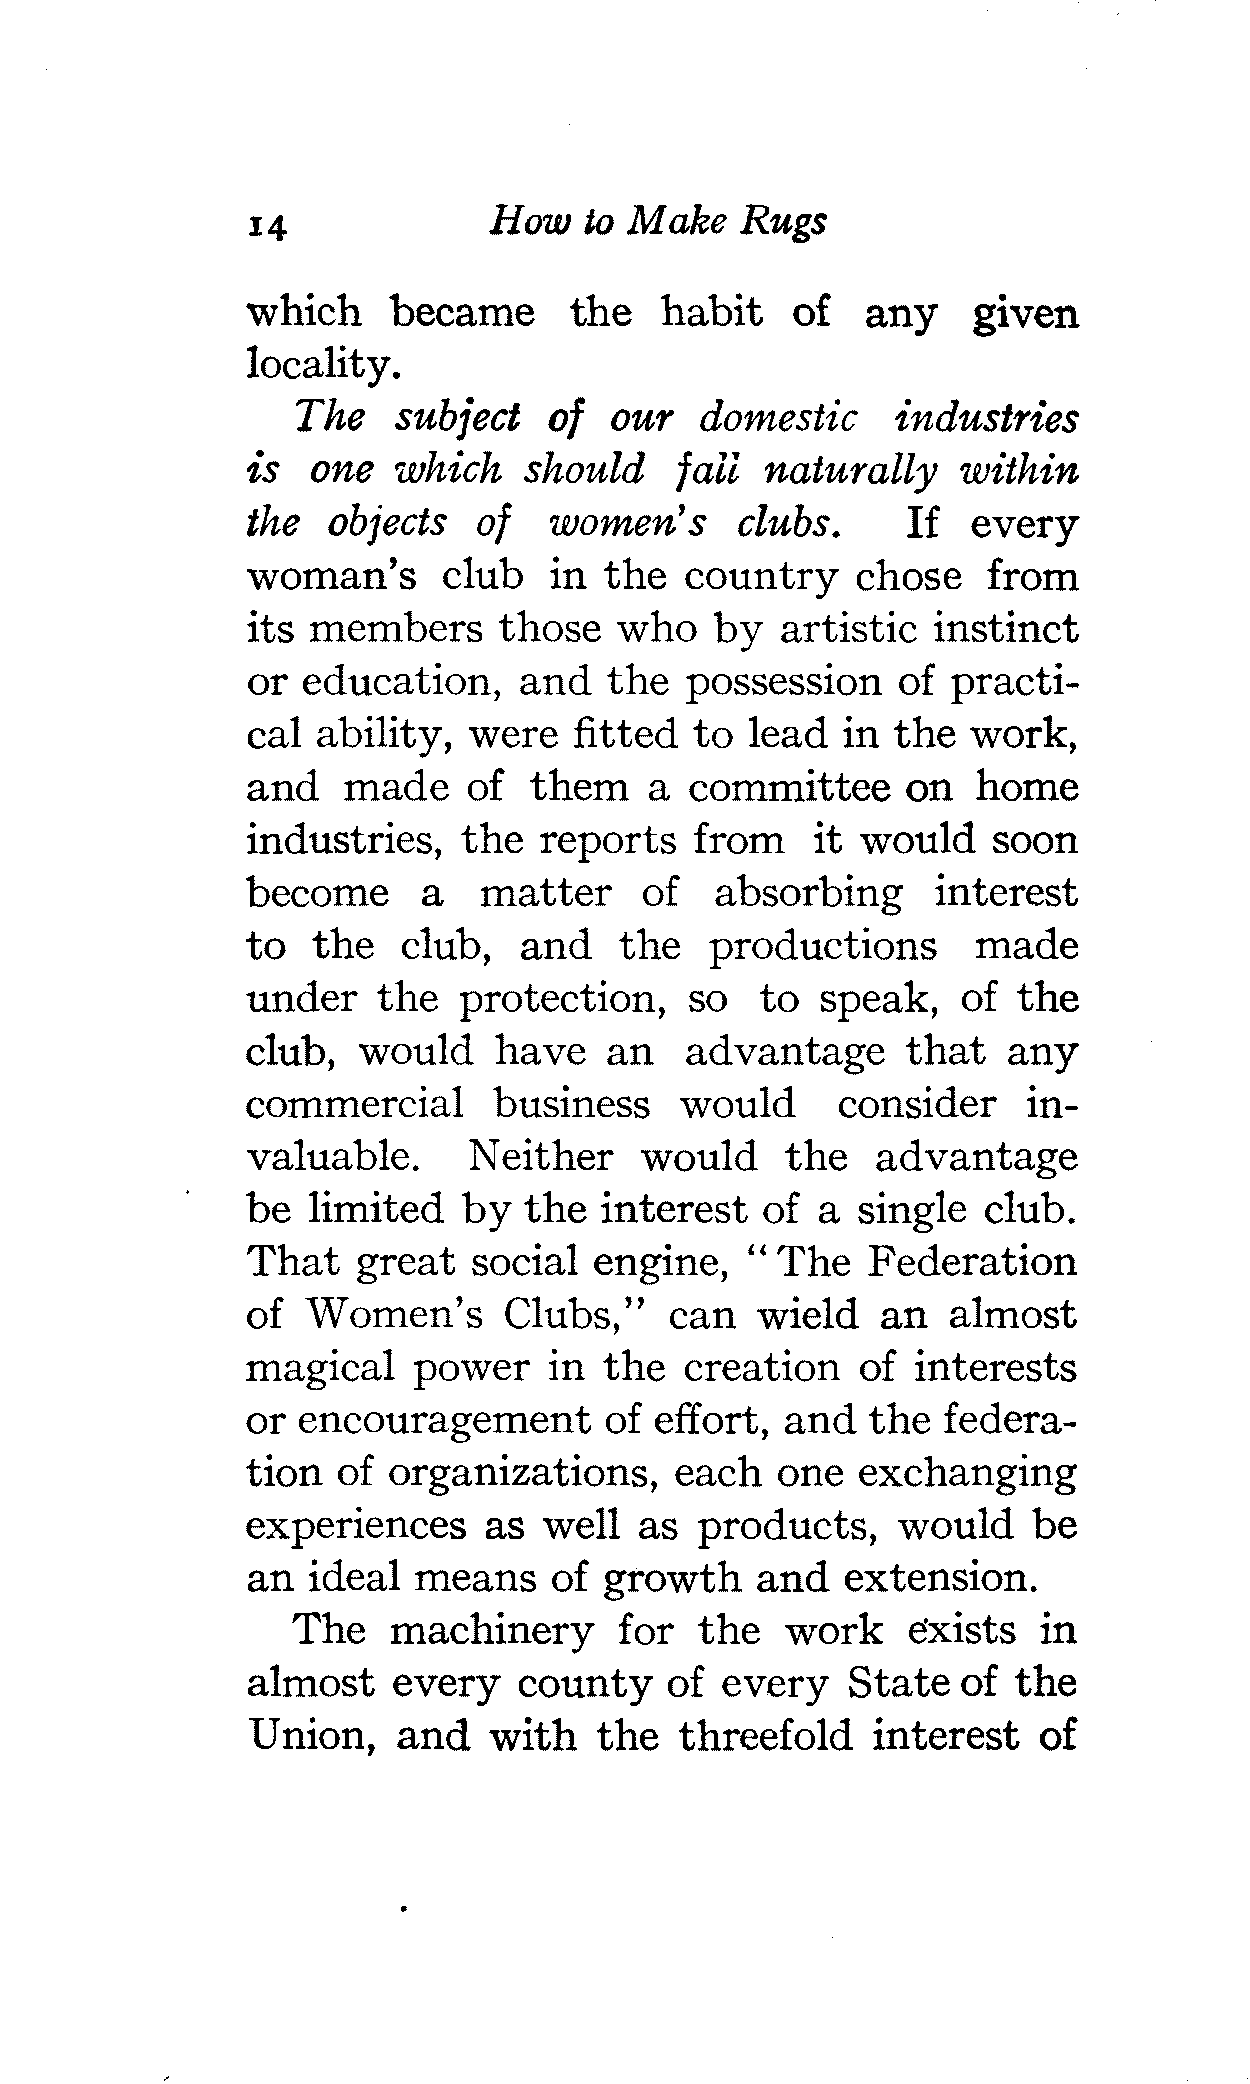 14 How to Make Rugs
which became the habit of any given
locality.
The subject of our domestic industries
is one which should fall naturally within
the objects of women's clubs. If every
woman's club in the country chose from
its members those who by artistic instinct
or education, and the possession of practi-
cal ability, were fitted to lead in the work,
and made of them a committee on home
industries, the reports from it would soon
become a matter of absorbing interest
to the club, and the productions made
under the protection, so to speak, of the
club, would have an advantage that any
commercial business would consider in-
valuable. Neither would the advantage
be limited by the interest of a single club.
That great social engine, "The Federation
of Women's Clubs," can wield an almost
magical power in the creation of interests
or encouragement of effort, and the federa-
tion of organizations, each one exchanging
experiences as well as products, would be
an ideal means of growth and extension.
The machinery for the work exists in
almost every county of every State of the
Union, and with the threefold interest of